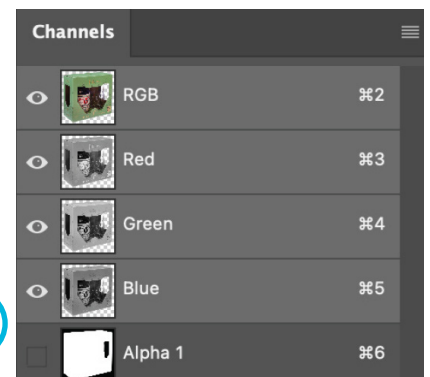 Channels
RGB ⌘2
Red ⌘3
Green ⌘4
Blue ⌘5
Alpha 1 ⌘6